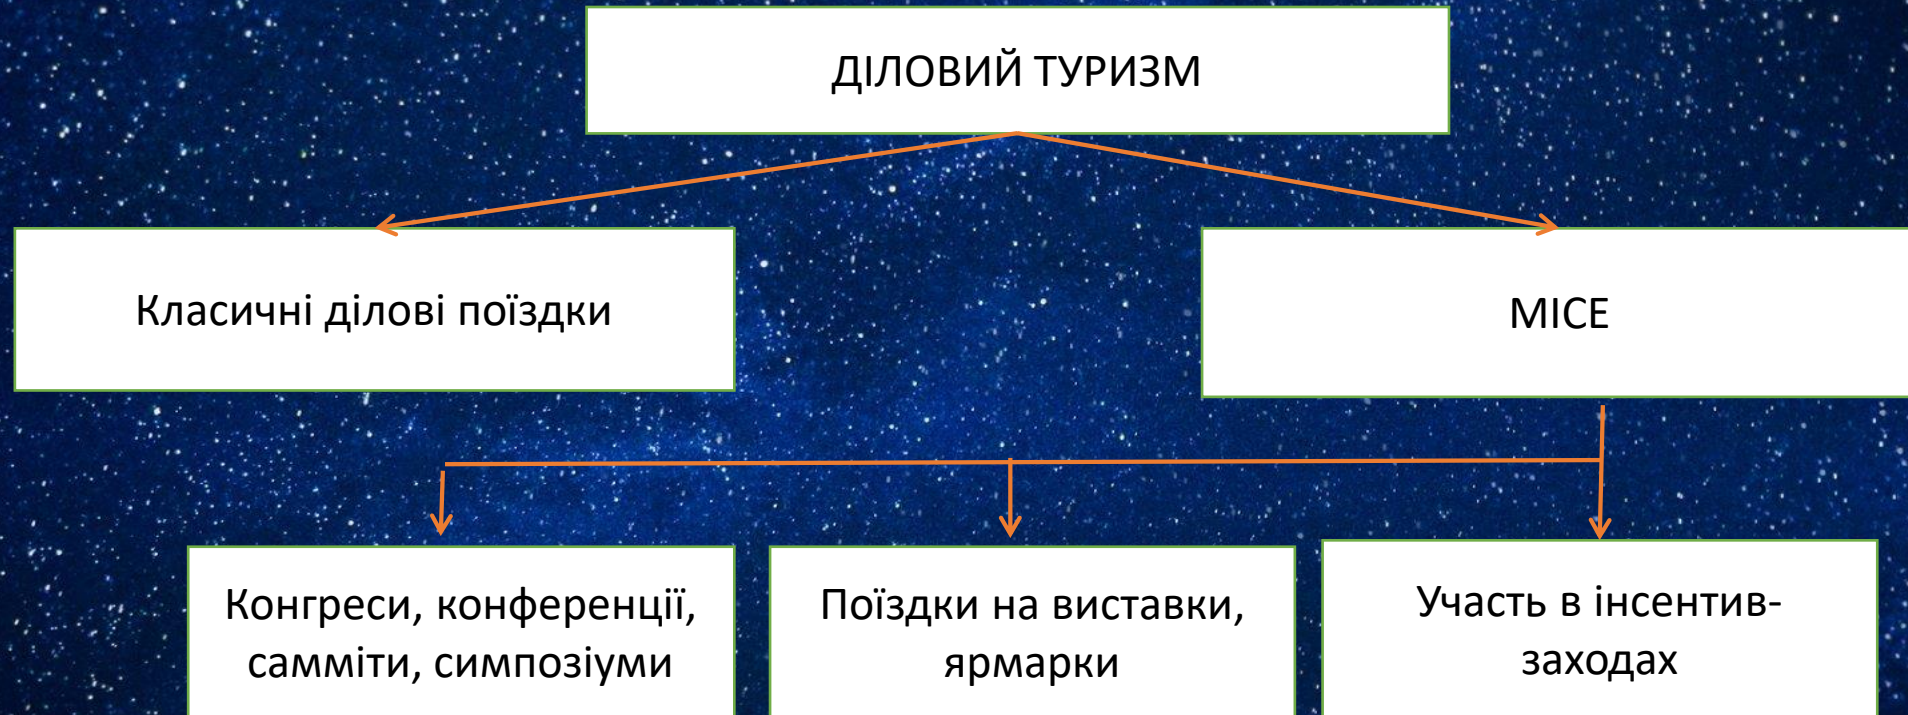 ДІЛОВИЙ ТУРИЗМ
Класичні ділові поїздки
MICE
Конгреси, конференції,
самміти, симпозіуми
Поїздки на виставки,
ярмарки
Участь в інсентив-
заходах